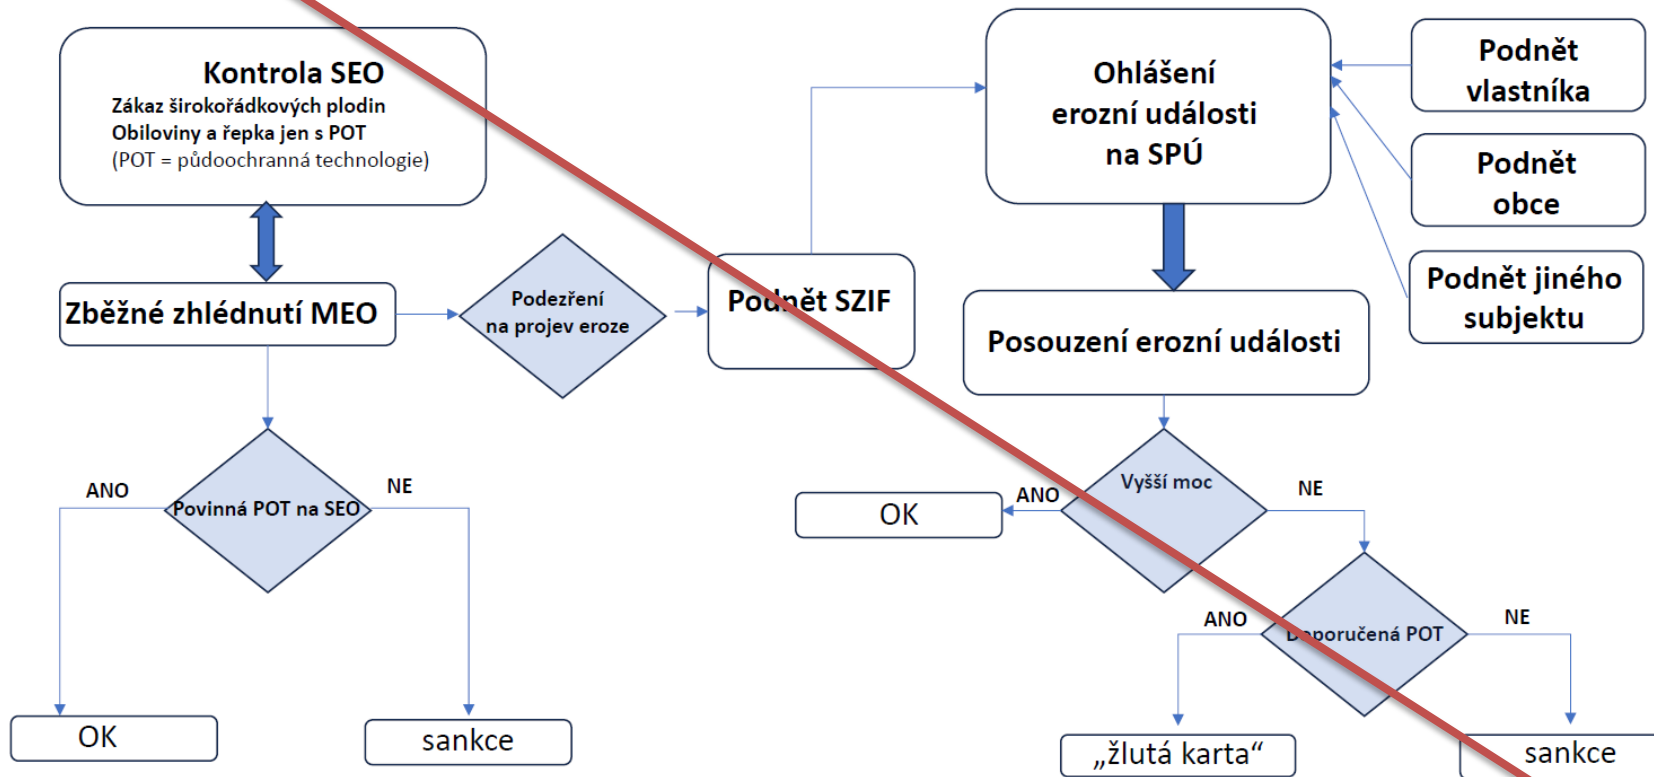 Kontrola SEO
Zákaz širokořádkových plodin
Obiloviny a řepka jen s POT
(POT = půdoochranná technologie)
Zběžné zhlédnutí MEO
Podezření
na projev eroze
Podnět SZIF
Povinná POT na SEO
ANO
NE
OK
sankce
Ohlášení
erozní události
na SPÚ
Podnět
vlastníka
Podnět
obce
Podnět jiného
subjektu
Posouzení erozní události
Vyšší moc
ANO
NE
OK
Doporučená POT
ANO
NE
„žlutá karta“
sankce